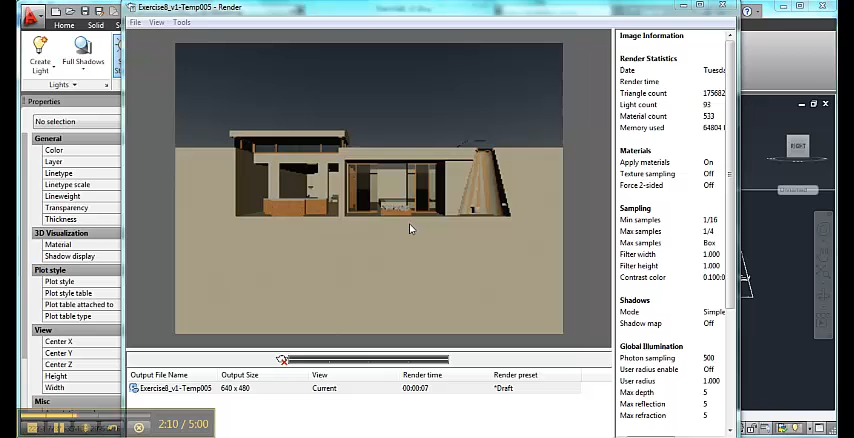 Exercise8_v1-Temp005 - Render
File View Tools
Home Solid
Create Light
Full Shadows
Lights
Properties
No selection
General
Color
Layer
Linetype
Linetype scale
Lineweight
Transparency
Thickness
3D Visualization
Material
Shadow display
Plot style
Plot style
Plot style table
Plot table attached to
Plot table type
View
Center X
Center Y
Center Z
Height
Width
Misc
2:10 / 5:00
Output File Name Output Size View Render time Render preset
Exercise8_v1-Temp005 640 x 480 Current 00:00:07 *Draft
Image Information
Render Statistics
Date Tuesda
Render time
Triangle count 175682
Light count 93
Material count 533
Memory used 64804
Materials
Apply materials On
Texture sampling Off
Force 2-sided Off
Sampling
Min samples 1/16
Max samples 1/4
Max samples Box
Filter width 1.000
Filter height 1.000
Contrast color 0.100
Shadows
Mode Simple
Shadow map Off
Global Illumination
Photon sampling 500
User radius enable Off
User radius 1.000
Max depth 5
Max reflection 5
Max refraction 5
RIGHT